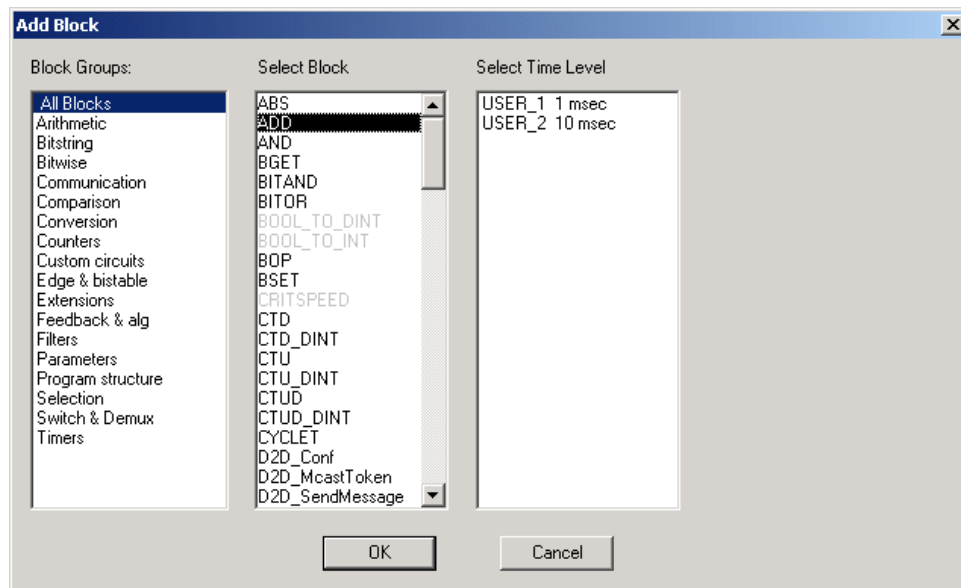 Add Block
Block Groups:
All Blocks
Arithmetic
Bitstring
Bitwise
Communication
Comparison
Conversion
Counters
Custom circuits
Edge & bistable
Extensions
Feedback & alg
Filters
Parameters
Program structure
Selection
Switch & Demux
Timers
Select Block
ABS
ADD
AND
BGET
BITAND
BITOR
BOOL_TO_DINT
BOOL_TO_INT
BOP
BSET
CRITSPEED
CTD
CTD_DINT
CTU
CTU_DINT
CTUD
CTUD_DINT
CYCLET
D2D_Conf
D2D_McastToken
D2D_SendMessage
Select Time Level
USER_1 1 msec
USER_2 10 msec
OK
Cancel